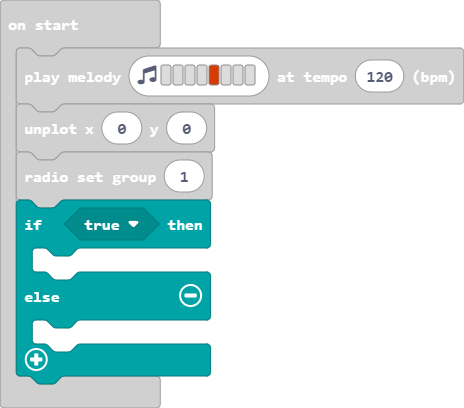 on start
play melody at tempo 120 (bpm)
unplot x 0 y 0
radio set group 1
if true then
else